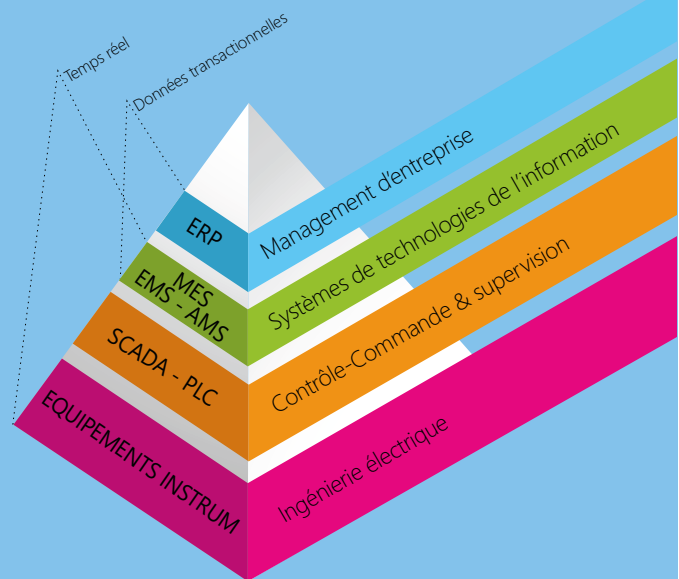 Temps réel
Données transactionnelles
ERP
Management d'entreprise
MES
EMS - AMS
Systèmes de technologies de l'information
SCADA - PLC
Contrôle-Commande & supervision
EQUIPEMENTS INSTRUM
Ingénierie électrique